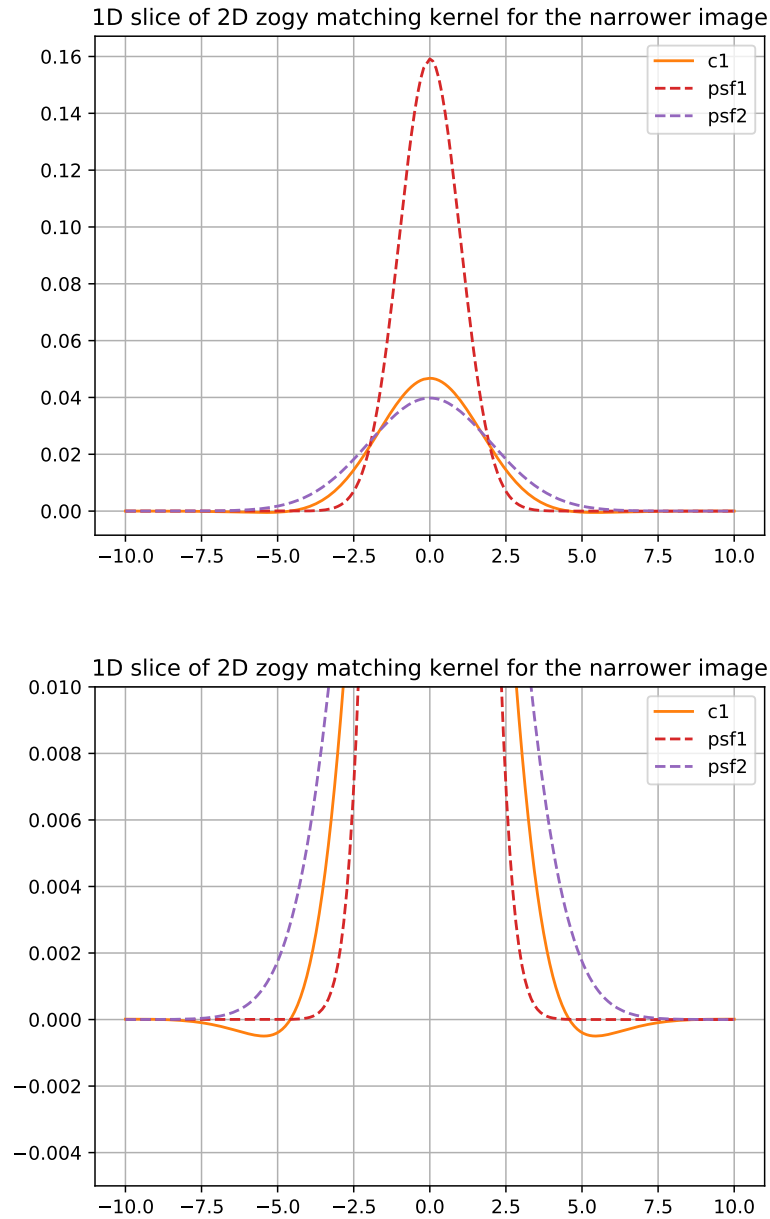 1D slice of 2D zogy matching kernel for the narrower image
c1
psf1
psf2
0.16
0.14
0.12
0.10
0.08
0.06
0.04
0.02
0.00
−10.0 −7.5 −5.0 −2.5 0.0 2.5 5.0 7.5 10.0
1D slice of 2D zogy matching kernel for the narrower image
c1
psf1
psf2
0.010
0.008
0.006
0.004
0.002
0.000
−0.002
−0.004
−10.0 −7.5 −5.0 −2.5 0.0 2.5 5.0 7.5 10.0